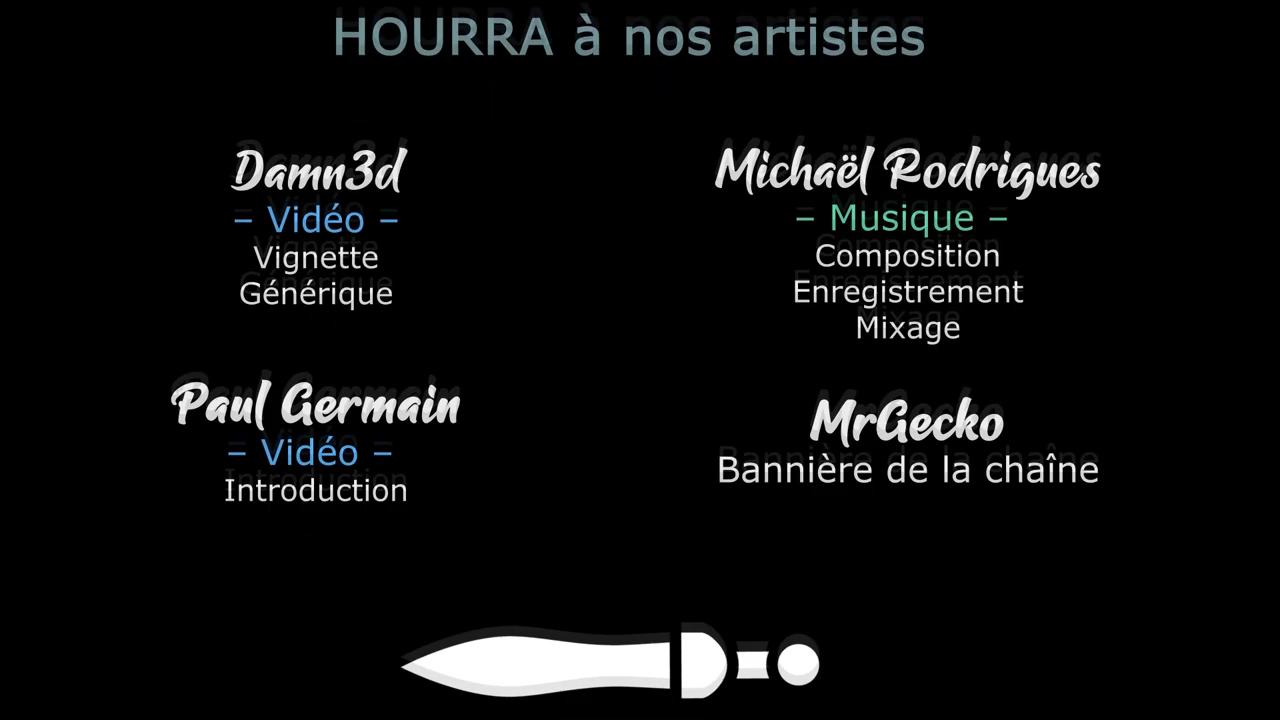 HOURRA à nos artistes
Damn3d
– Vidéo –
Vignette
Générique
Michaël Rodrigues
– Musique –
Composition
Enregistrement
Mixage
Paul Germain
– Vidéo –
Introduction
MrGecko
Bannière de la chaîne